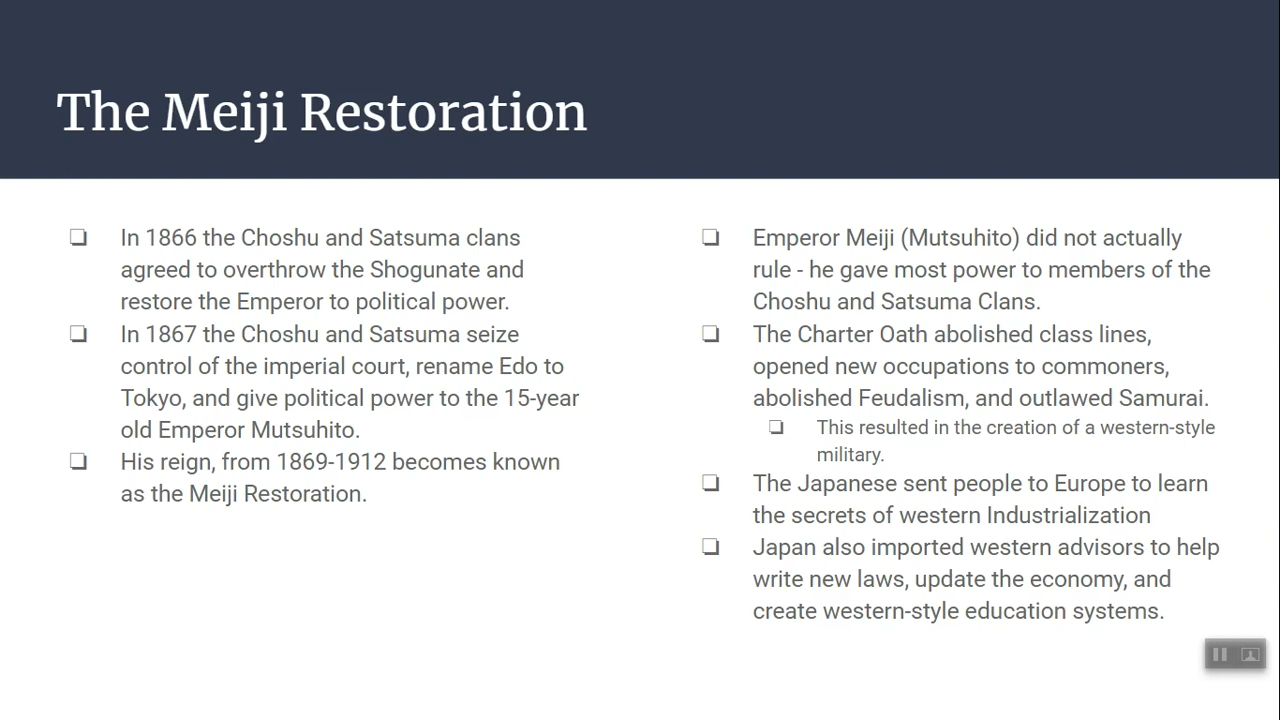 The Meiji Restoration
❏ In 1866 the Choshu and Satsuma clans
agreed to overthrow the Shogunate and
restore the Emperor to political power.
❏ In 1867 the Choshu and Satsuma seize
control of the imperial court, rename Edo to
Tokyo, and give political power to the 15-year
old Emperor Mutsuhito.
❏ His reign, from 1869-1912 becomes known
as the Meiji Restoration.
❏ Emperor Meiji (Mutsuhito) did not actually
rule - he gave most power to members of the
Choshu and Satsuma Clans.
❏ The Charter Oath abolished class lines,
opened new occupations to commoners,
abolished Feudalism, and outlawed Samurai.
❏ This resulted in the creation of a western-style
military.
❏ The Japanese sent people to Europe to learn
the secrets of western Industrialization
❏ Japan also imported western advisors to help
write new laws, update the economy, and
create western-style education systems.